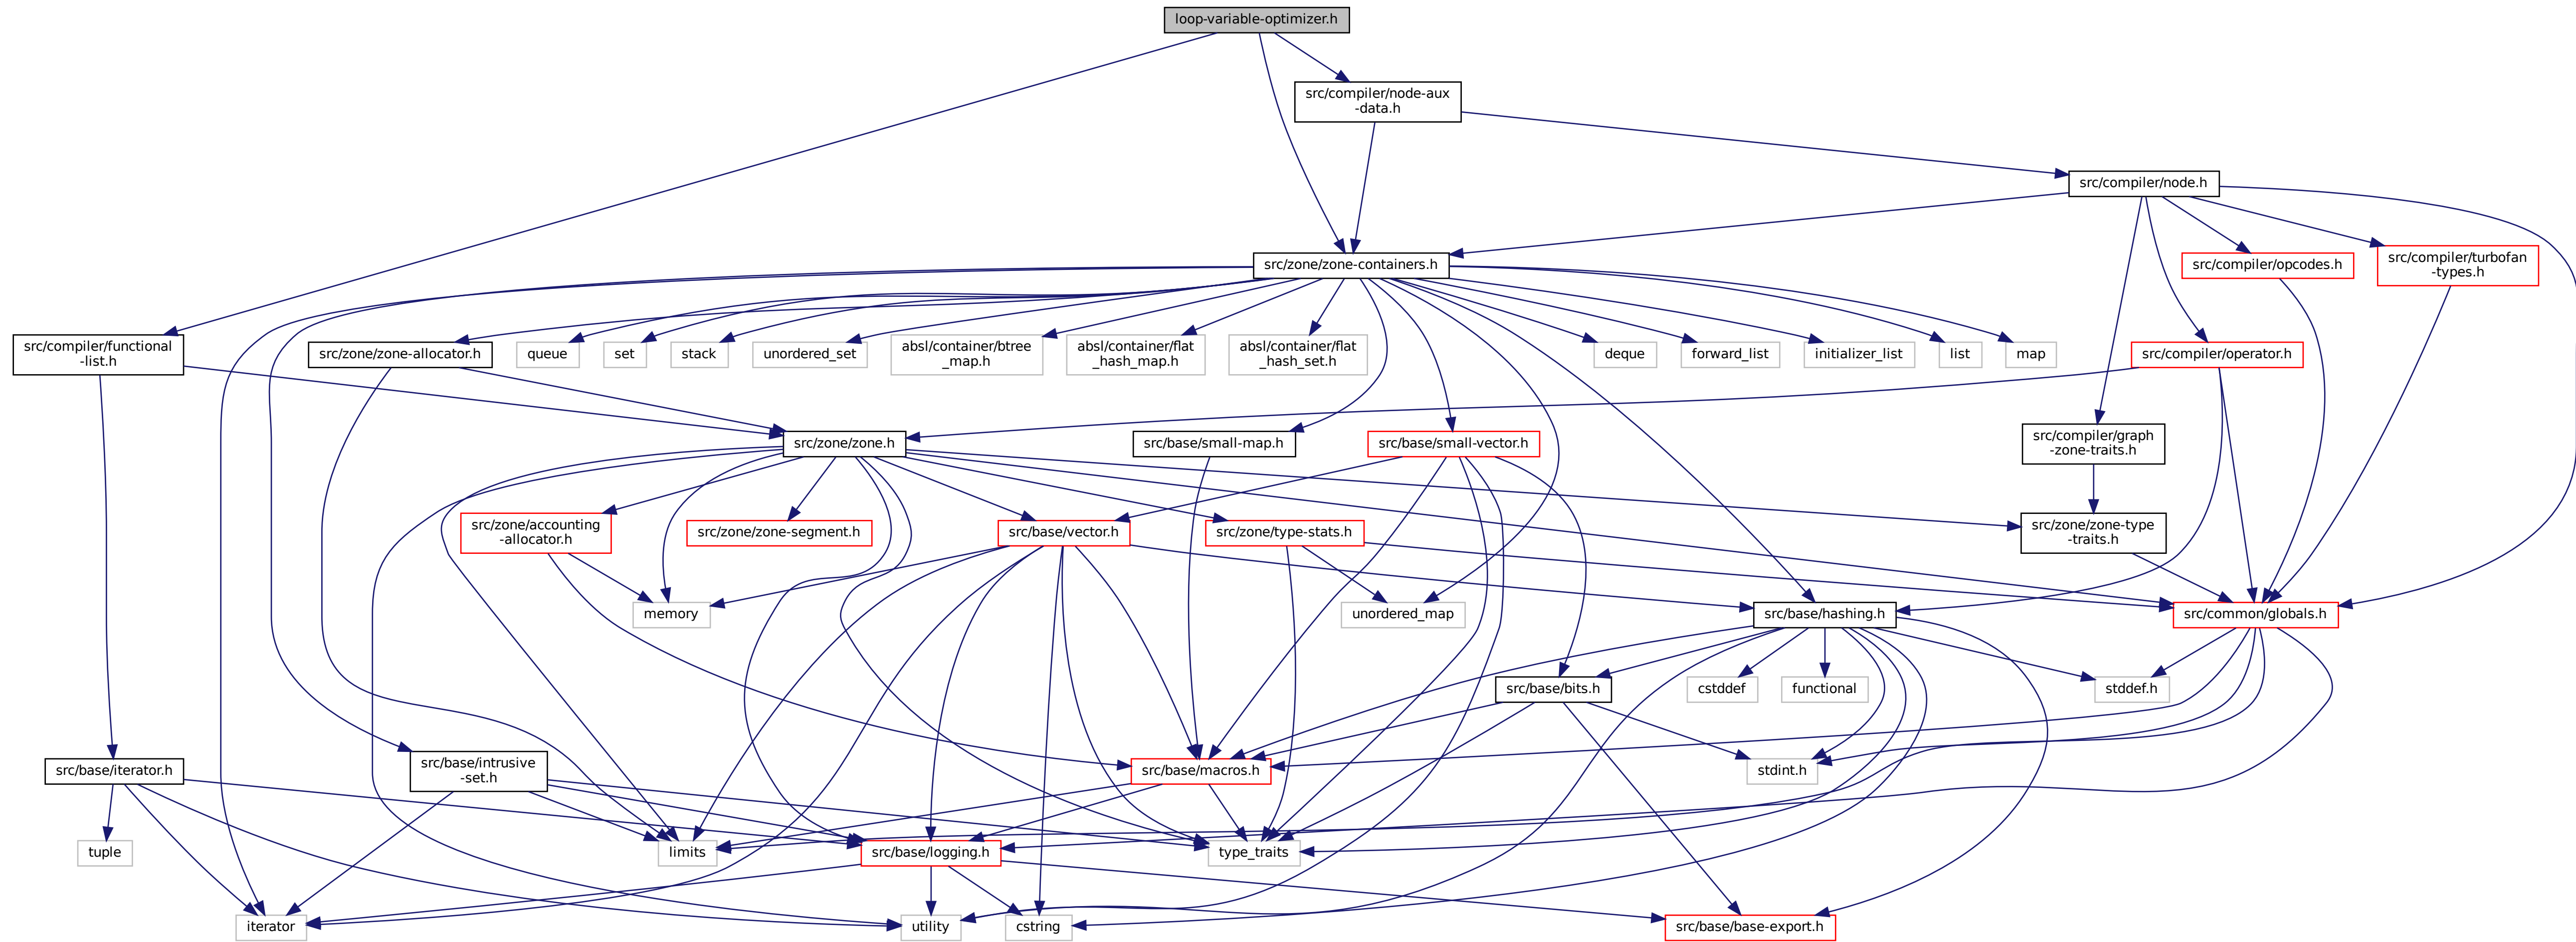 loop-variable-optimizer.h
src/compiler/node-aux
-data.h
src/compiler/node.h
src/zone/zone-containers.h
src/compiler/opcodes.h
src/compiler/turbofan
-types.h
src/compiler/functional
-list.h
src/zone/zone-allocator.h
queue
set
stack
unordered_set
absl/container/btree
_map.h
absl/container/flat
_hash_map.h
absl/container/flat
_hash_set.h
deque
forward_list
initializer_list
list
map
src/compiler/operator.h
src/zone/zone.h
src/base/small-map.h
src/base/small-vector.h
src/compiler/graph
-zone-traits.h
src/zone/accounting
-allocator.h
src/zone/zone-segment.h
src/base/vector.h
src/zone/type-stats.h
src/zone/zone-type
-traits.h
memory
unordered_map
src/base/hashing.h
src/common/globals.h
src/base/bits.h
cstddef
functional
stddef.h
src/base/iterator.h
src/base/intrusive
-set.h
src/base/macros.h
stdint.h
tuple
limits
src/base/logging.h
type_traits
iterator
utility
cstring
src/base/base-export.h